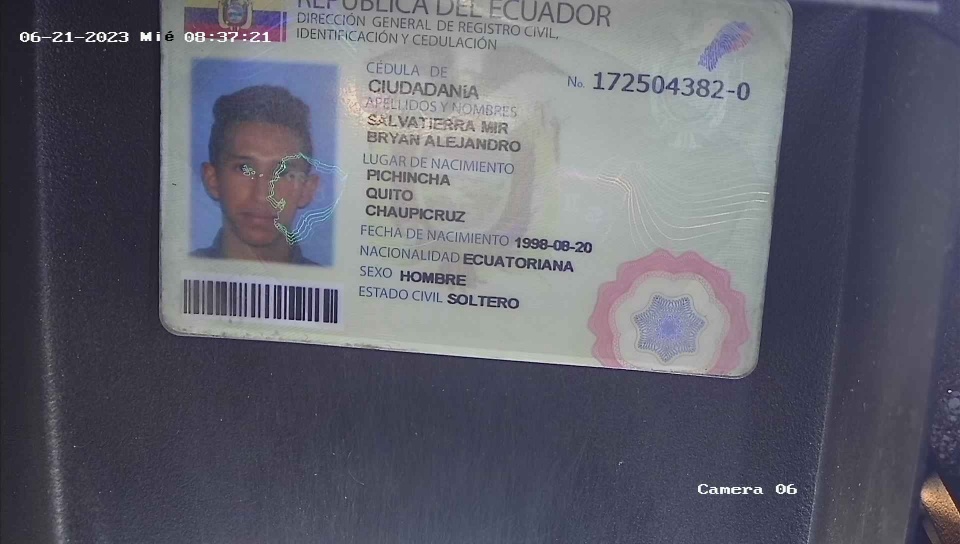 REPÚBLICA DEL ECUADOR
DIRECCIÓN GENERAL DE REGISTRO CIVIL,
IDENTIFICACIÓN Y CEDULACIÓN
06-21-2023 Mié 08:37:21
CÉDULA DE
CIUDADANÍA
No. 172504382-0
APELLIDOS Y NOMBRES
SALVATIERRA MIR
BRYAN ALEJANDRO
LUGAR DE NACIMIENTO
PICHINCHA
QUITO
CHAUPICRUZ
FECHA DE NACIMIENTO 1998-08-20
NACIONALIDAD ECUATORIANA
SEXO HOMBRE
ESTADO CIVIL SOLTERO
Camera 06